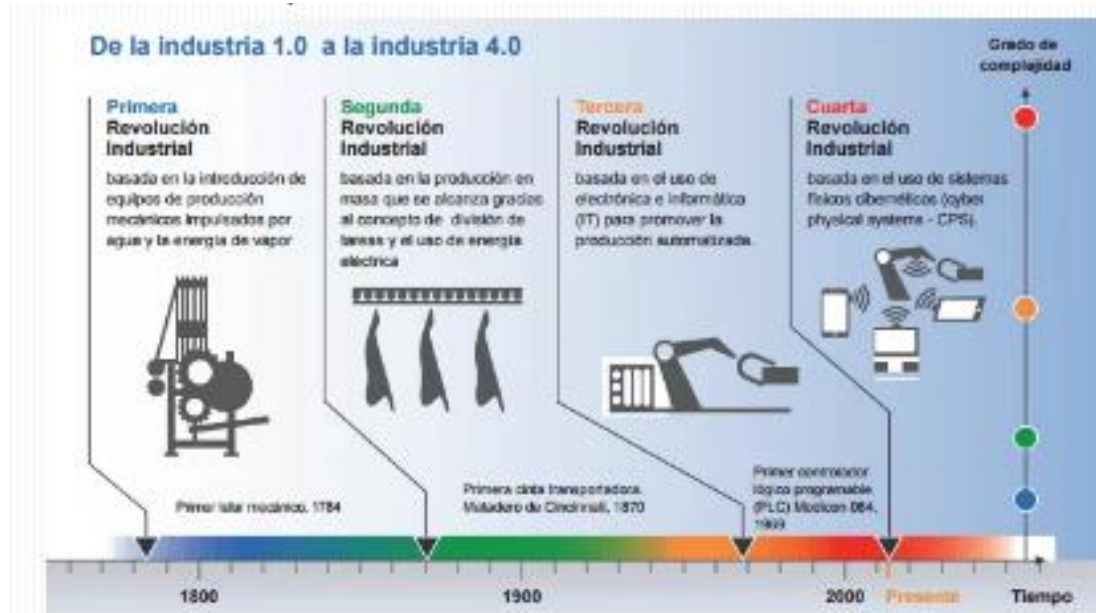 De la industria 1.0 a la industria 4.0
Grado de
complejidad
Primera
Revolución
Industrial
basada en la introducción de
equipos de producción
mecánicos impulsados por
agua y la energía de vapor
Segunda
Revolución
Industrial
basada en la producción en
masa que se alcanza gracias
al concepto de división de
tareas y el uso de energía
eléctrica
Tercera
Revolución
Industrial
basada en el uso de
electrónica e informática
(IT) para promover la
producción automatizada.
Cuarta
Revolución
Industrial
basada en el uso de sistemas
físicos cibernéticos (cyber
physical systems - CPS).
Primer telar mecánico, 1784
Primera cinta transportadora.
Matadero de Cincinnati, 1870
Primer controlador
lógico programable
(PLC) Modicon 084,
1969
1800
1900
2000
Presente
Tiempo